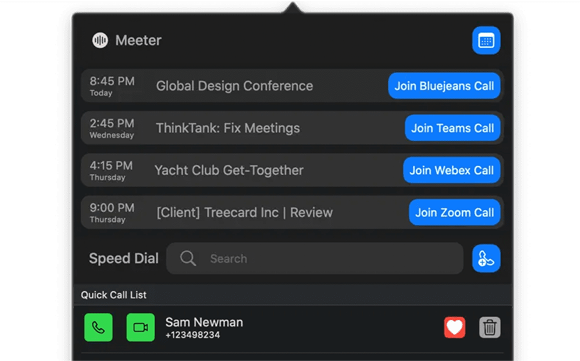 Meeter
8:45 PM
Today
Global Design Conference
Join Bluejeans Call
2:45 PM
Wednesday
ThinkTank: Fix Meetings
Join Teams Call
4:15 PM
Thursday
Yacht Club Get-Together
Join Webex Call
9:00 PM
Thursday
[Client] Treecard Inc | Review
Join Zoom Call
Speed Dial
Search
Quick Call List
Sam Newman
+123498234